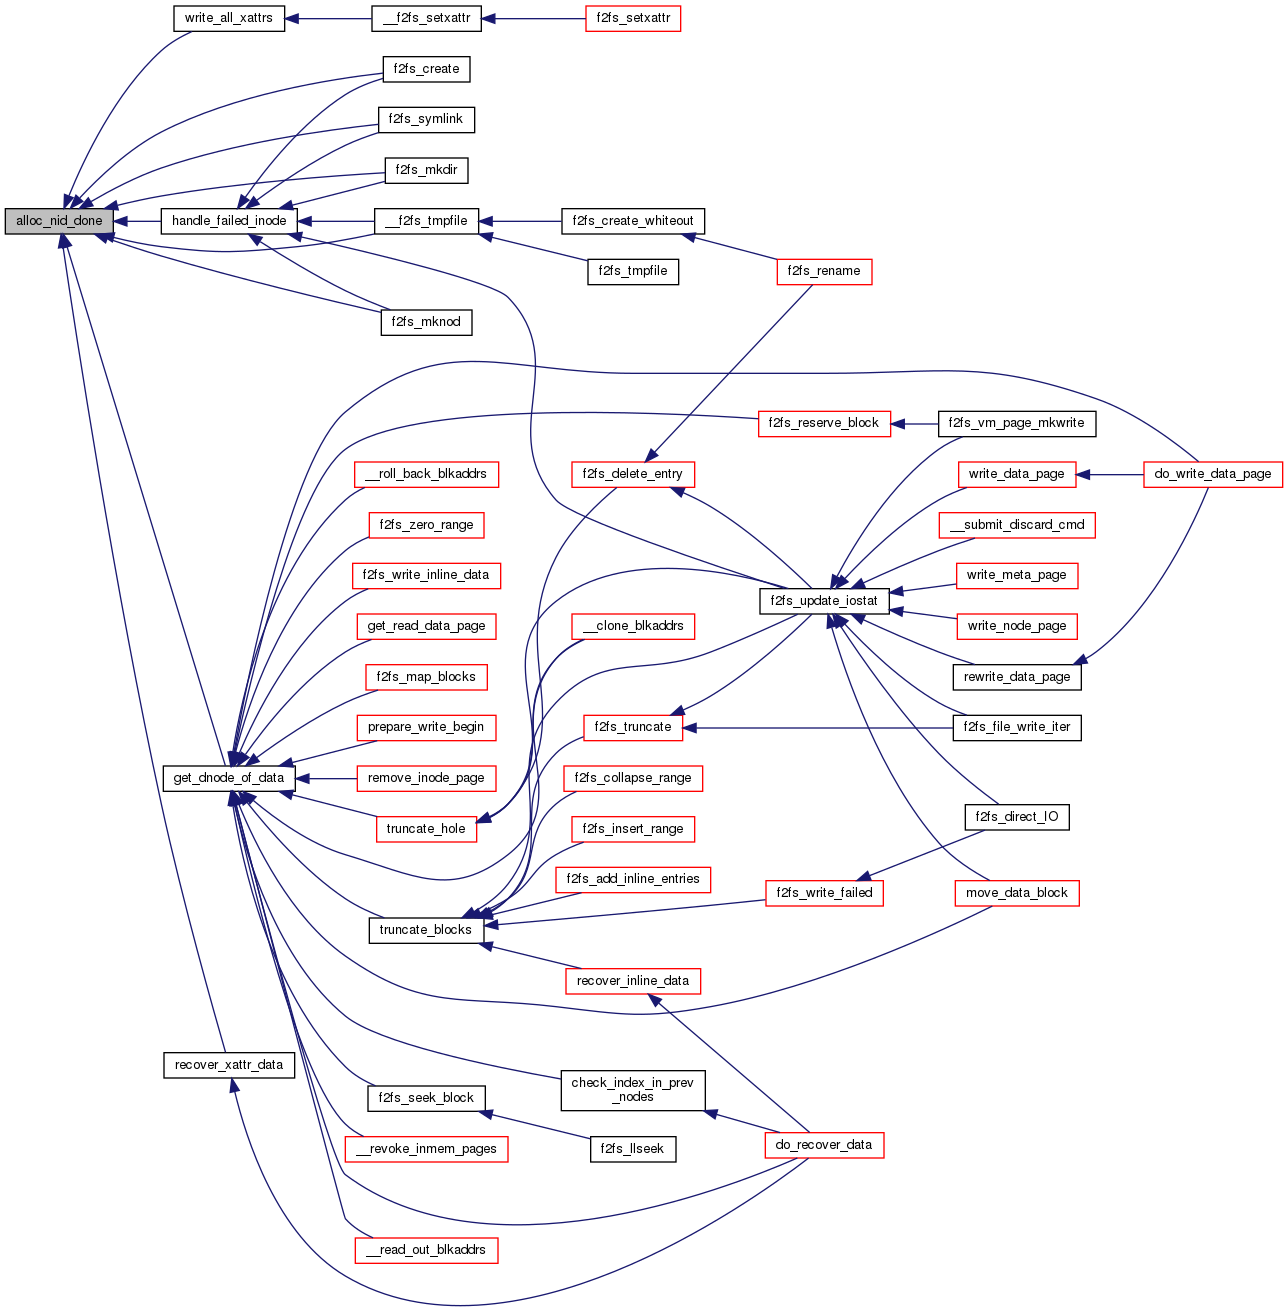 write_all_xattrs
__f2fs_setxattr
f2fs_setxattr
f2fs_create
f2fs_symlink
f2fs_mkdir
alloc_nid_done
handle_failed_inode
__f2fs_tmpfile
f2fs_create_whiteout
f2fs_tmpfile
f2fs_rename
f2fs_mknod
f2fs_reserve_block
f2fs_vm_page_mkwrite
__roll_back_blkaddrs
f2fs_delete_entry
write_data_page
do_write_data_page
f2fs_zero_range
__submit_discard_cmd
f2fs_write_inline_data
write_meta_page
f2fs_update_iostat
get_read_data_page
__clone_blkaddrs
write_node_page
f2fs_map_blocks
rewrite_data_page
prepare_write_begin
f2fs_truncate
f2fs_file_write_iter
get_dnode_of_data
remove_inode_page
f2fs_collapse_range
f2fs_direct_IO
truncate_hole
f2fs_insert_range
f2fs_add_inline_entries
f2fs_write_failed
move_data_block
truncate_blocks
recover_inline_data
recover_xattr_data
f2fs_seek_block
check_index_in_prev
_nodes
__revoke_inmem_pages
f2fs_llseek
do_recover_data
__read_out_blkaddrs